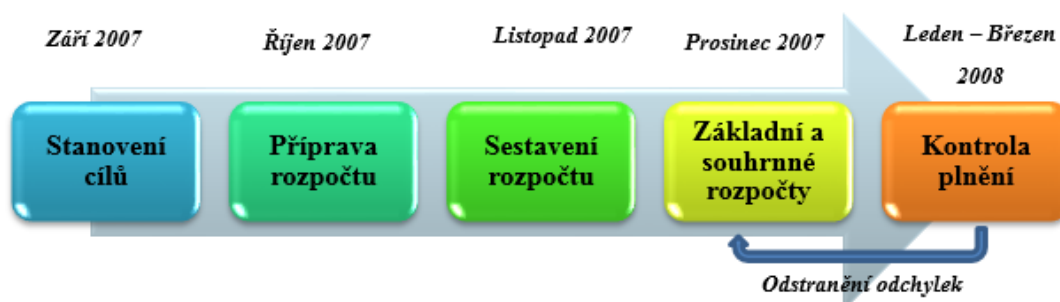 Září 2007
Říjen 2007
Listopad 2007
Prosinec 2007
Leden – Březen
2008
Stanovení
cílů
Příprava
rozpočtu
Sestavení
rozpočtu
Základní a
souhrnné
rozpočty
Kontrola
plnění
Odstranění odchylek